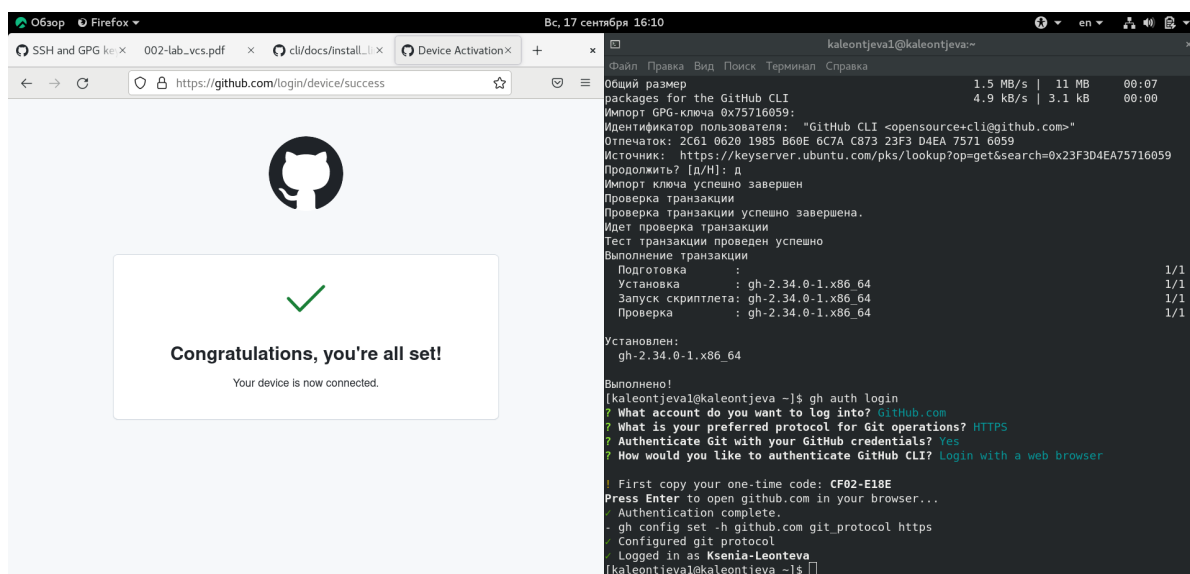 Обзор Firefox Вс, 17 сентября 16:10 en
SSH and GPG ke 002-lab_vcs.pdf cli/docs/install_li Device Activation
https://github.com/login/device/success
Congratulations, you're all set!
Your device is now connected.
kaleontjeva1@kaleontjeva:~
Файл Правка Вид Поиск Терминал Справка
Общий размер 1.5 MB/s | 11 MB 00:07
packages for the GitHub CLI 4.9 kB/s | 3.1 kB 00:00
Импорт GPG-ключа 0x75716059:
Идентификатор пользователя: "GitHub CLI <opensource+cli@github.com>"
Отпечаток: 2C61 0620 1985 B60E 6C7A C873 23F3 D4EA 7571 6059
Источник: https://keyserver.ubuntu.com/pks/lookup?op=get&search=0x23F3D4EA75716059
Продолжить? [д/Н]: д
Импорт ключа успешно завершен
Проверка транзакции
Проверка транзакции успешно завершена.
Идет проверка транзакции
Тест транзакции проведен успешно
Выполнение транзакции
Подготовка : 1/1
Установка : gh-2.34.0-1.x86_64 1/1
Запуск скриптлета: gh-2.34.0-1.x86_64 1/1
Проверка : gh-2.34.0-1.x86_64 1/1
Установлен:
gh-2.34.0-1.x86_64
Выполнено!
[kaleontjeva1@kaleontjeva ~]$ gh auth login
? What account do you want to log into? GitHub.com
? What is your preferred protocol for Git operations? HTTPS
? Authenticate Git with your GitHub credentials? Yes
? How would you like to authenticate GitHub CLI? Login with a web browser
! First copy your one-time code: CF02-E18E
Press Enter to open github.com in your browser...
✓ Authentication complete.
- gh config set -h github.com git_protocol https
✓ Configured git protocol
✓ Logged in as Ksenia-Leonteva
[kaleontjeva1@kaleontjeva ~]$